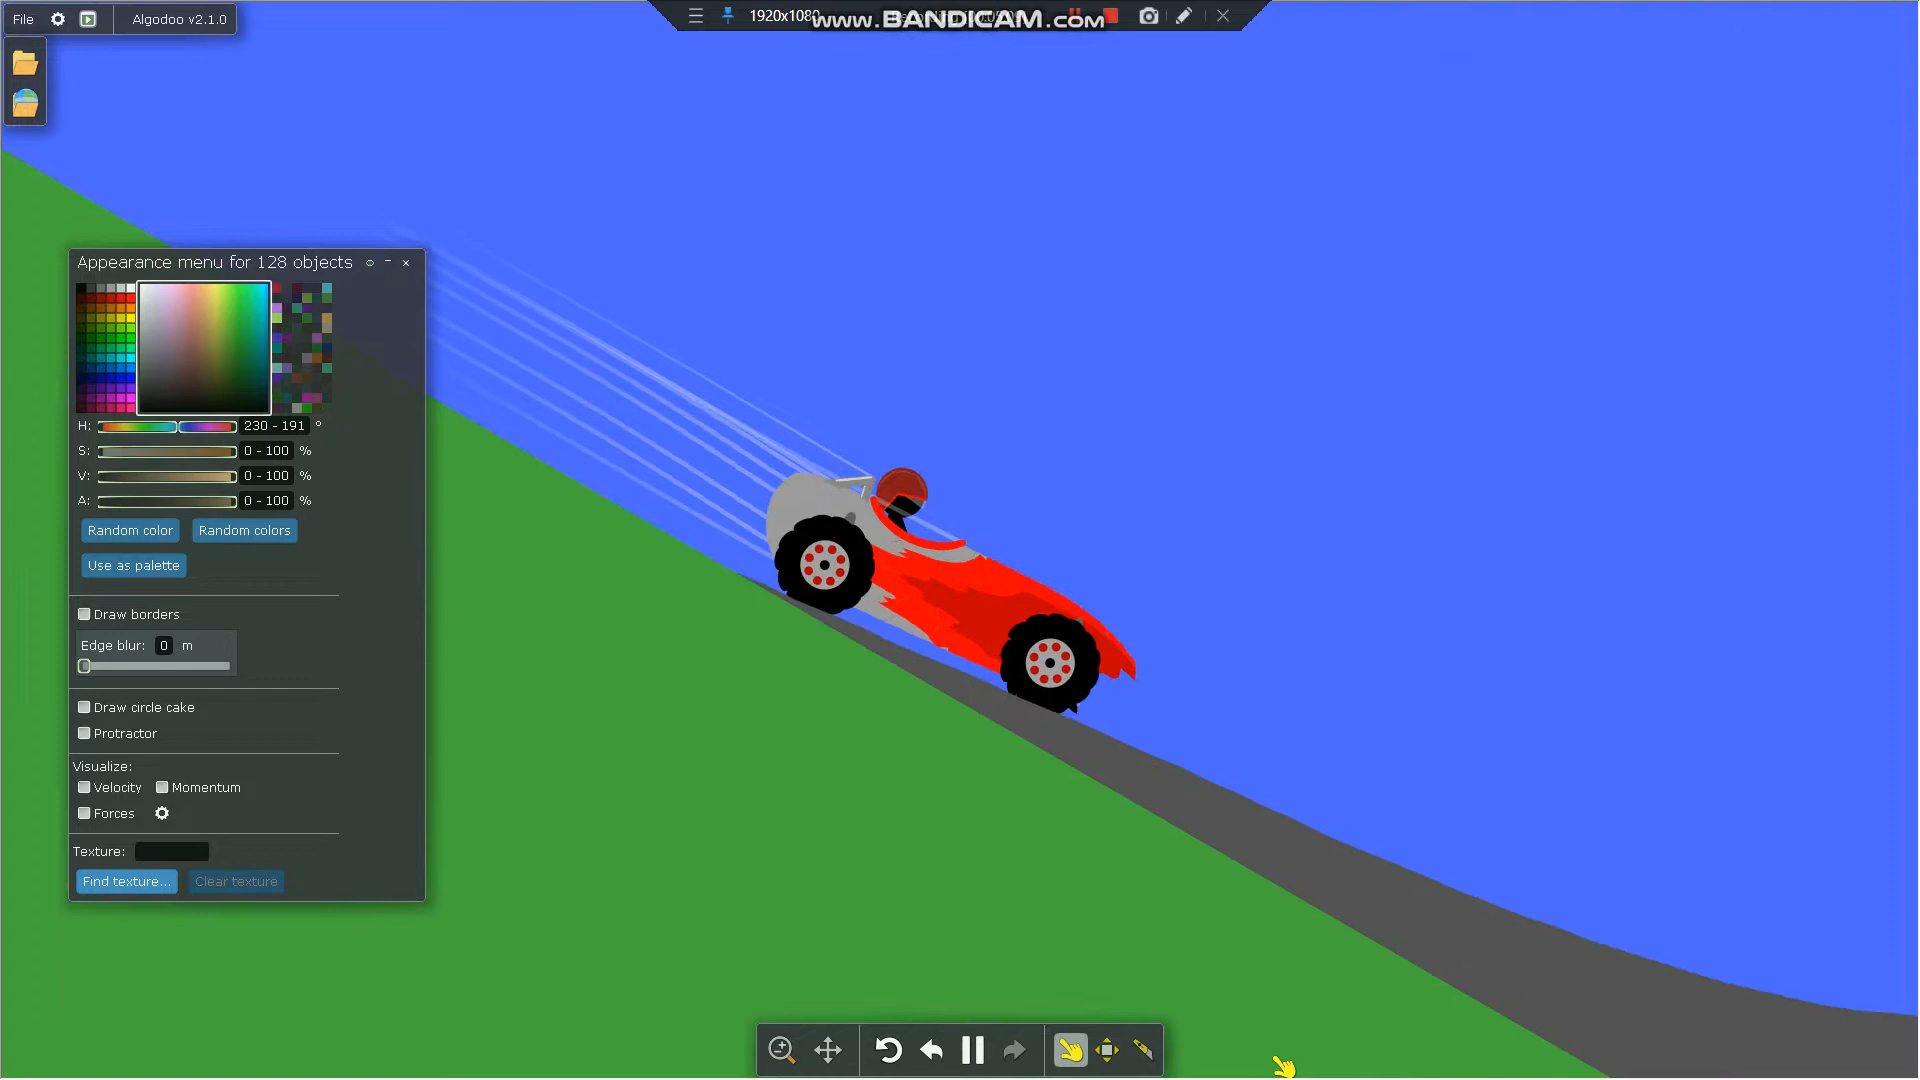 File
Algodoo v2.1.0
1920x1080
www.BANDICAM.com
Appearance menu for 128 objects
H: 230 - 191 °
S: 0 - 100 %
V: 0 - 100 %
A: 0 - 100 %
Random color Random colors
Use as palette
Draw borders
Edge blur: 0 m
Draw circle cake
Protractor
Visualize:
Velocity Momentum
Forces
Texture:
Find texture... Clear texture